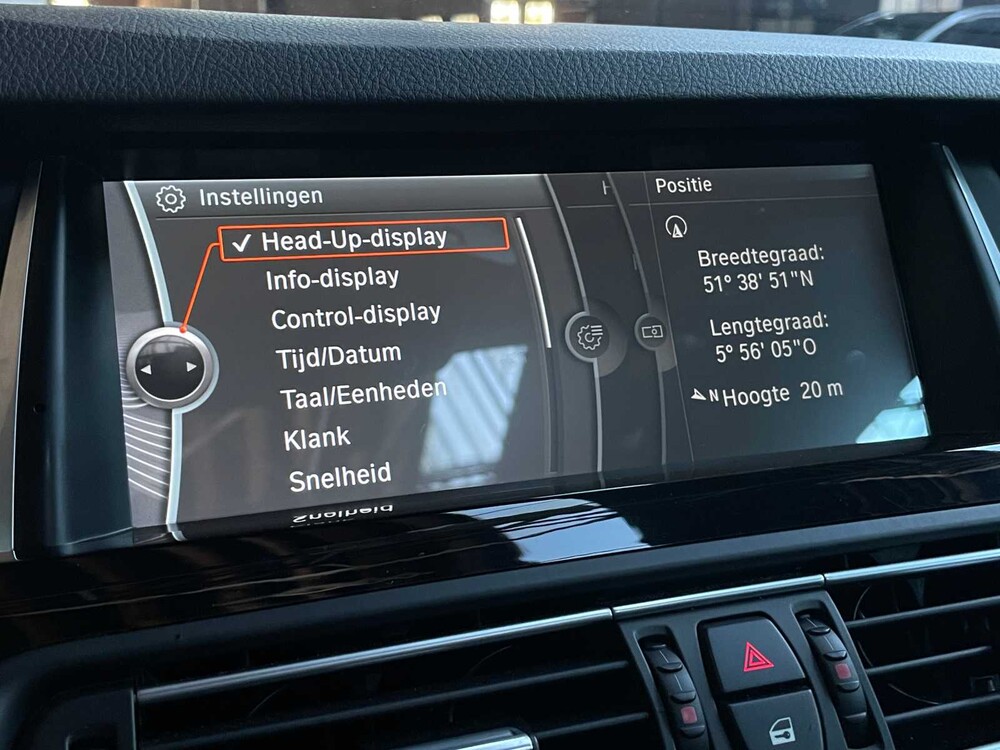 Instellingen
Head-Up-display
Info-display
Control-display
Tijd/Datum
Taal/Eenheden
Klank
Snelheid
Positie
Breedtegraad:
51° 38' 51"N
Lengtegraad:
5° 56' 05"O
N Hoogte 20 m